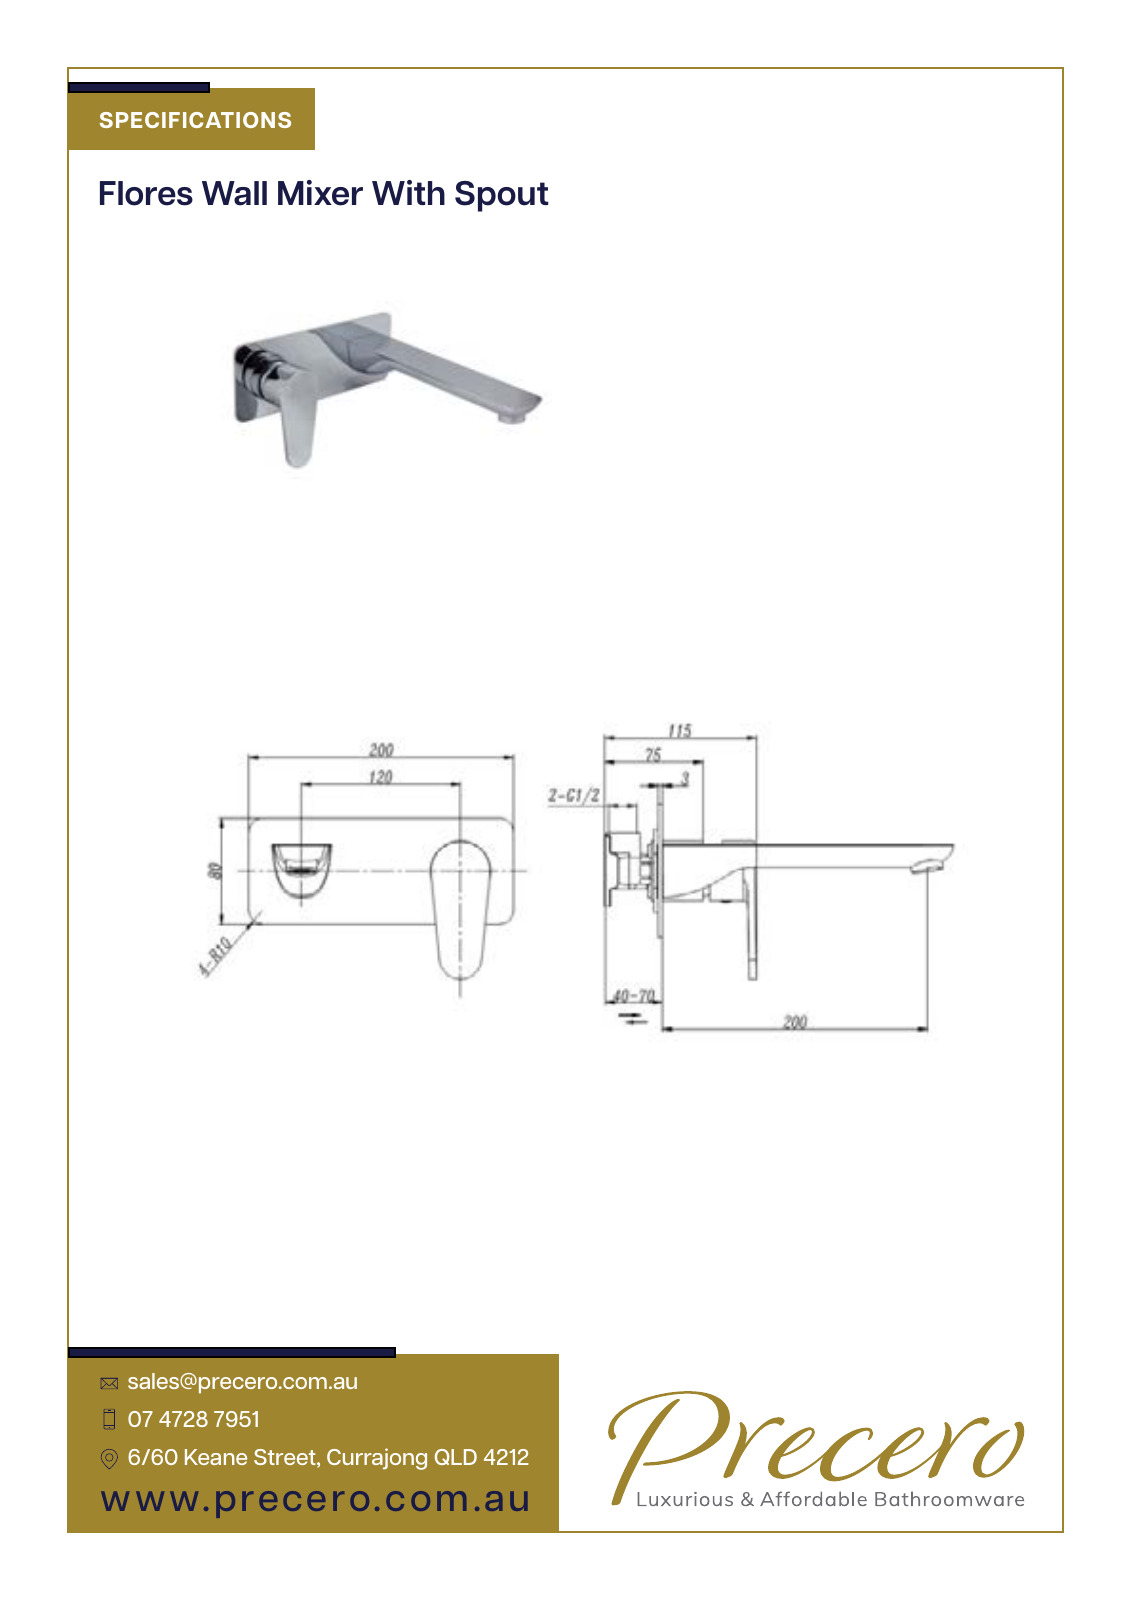 SPECIFICATIONS
Flores Wall Mixer With Spout
200
120
80
4-R10
115
75
3
2-G1/2
40-70
200
sales@precero.com.au
07 4728 7951
6/60 Keane Street, Currajong QLD 4212
www.precero.com.au
Precero
Luxurious & Affordable Bathroomware